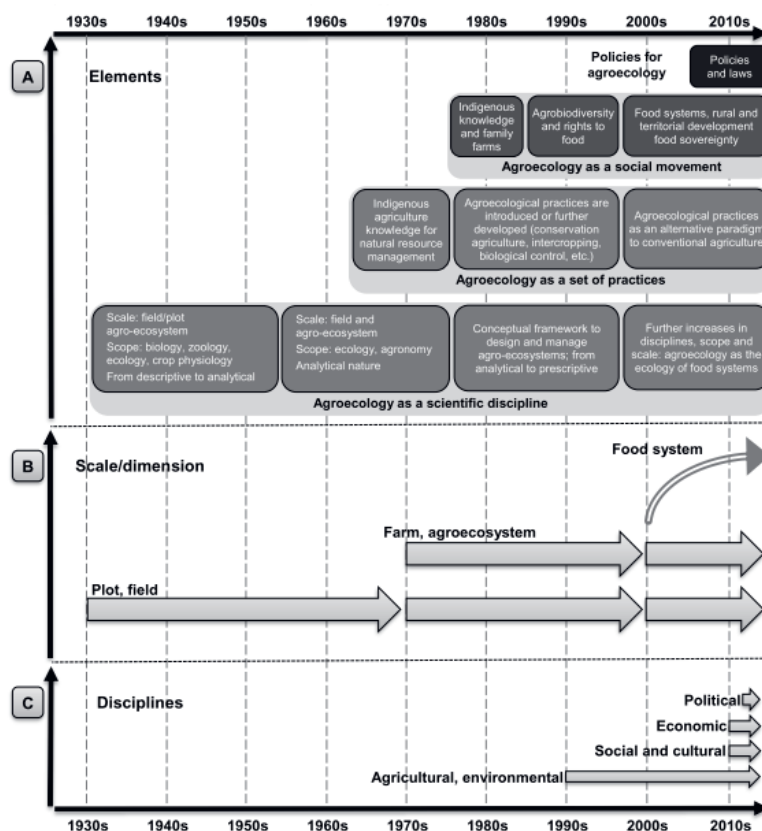 1930s 1940s 1950s 1960s 1970s 1980s 1990s 2000s 2010s
A
Elements
Policies for
agroecology
Policies
and laws
Indigenous
knowledge
and family
farms
Agrobiodiversity
and rights to
food
Food systems, rural and
territorial development
food sovereignty
Agroecology as a social movement
Indigenous
agriculture
knowledge for
natural resource
management
Agroecological practices are
introduced or further
developed (conservation
agriculture, intercropping,
biological control, etc.)
Agroecological practices
as an alternative paradigm
to conventional agriculture
Agroecology as a set of practices
Scale: field/plot
agro-ecosystem
Scope: biology, zoology,
ecology, crop physiology
From descriptive to analytical
Scale: field and
agro-ecosystem
Scope: ecology, agronomy
Analytical nature
Conceptual framework to
design and manage
agro-ecosystems; from
analytical to prescriptive
Further increases in
disciplines, scope and
scale: agroecology as the
ecology of food systems
Agroecology as a scientific discipline
B
Scale/dimension
Food system
Farm, agroecosystem
Plot, field
C
Disciplines
Political
Economic
Social and cultural
Agricultural, environmental
1930s 1940s 1950s 1960s 1970s 1980s 1990s 2000s 2010s